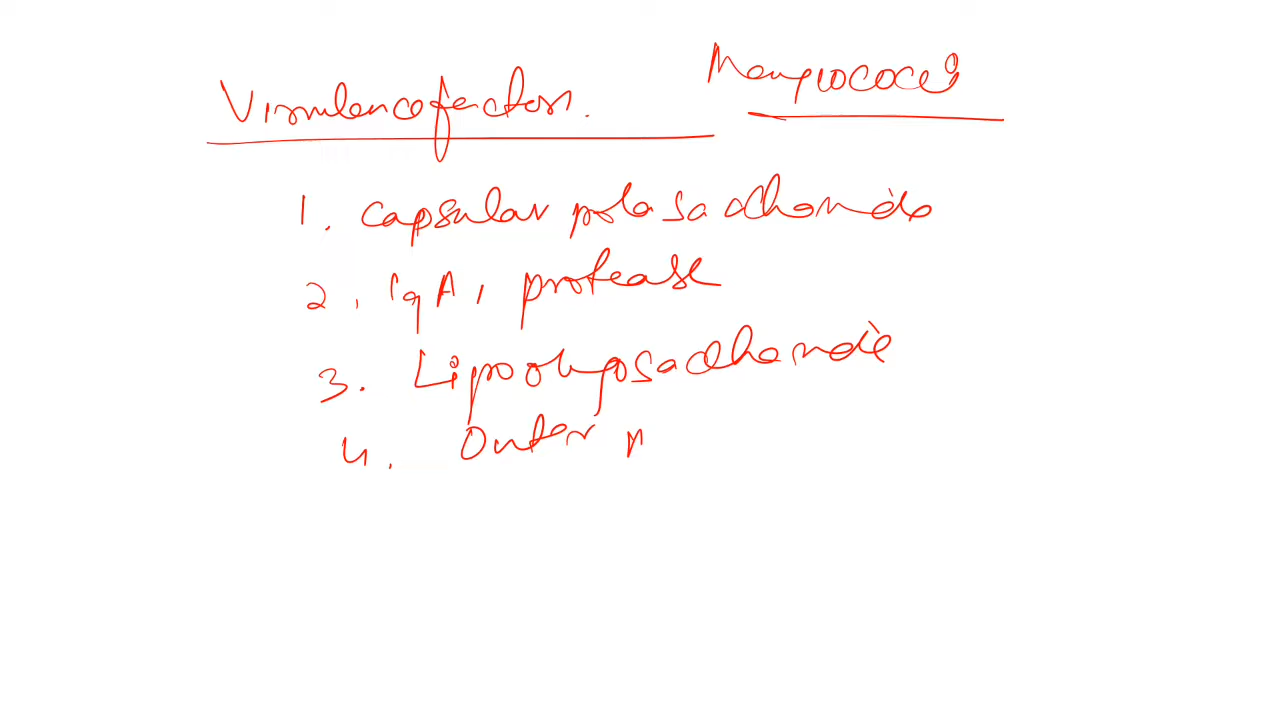 Virulence factors.
Meningococci
1. Capsular polysaccharide
2. IgA, protease
3. Lipooligosaccharide
4. Outer